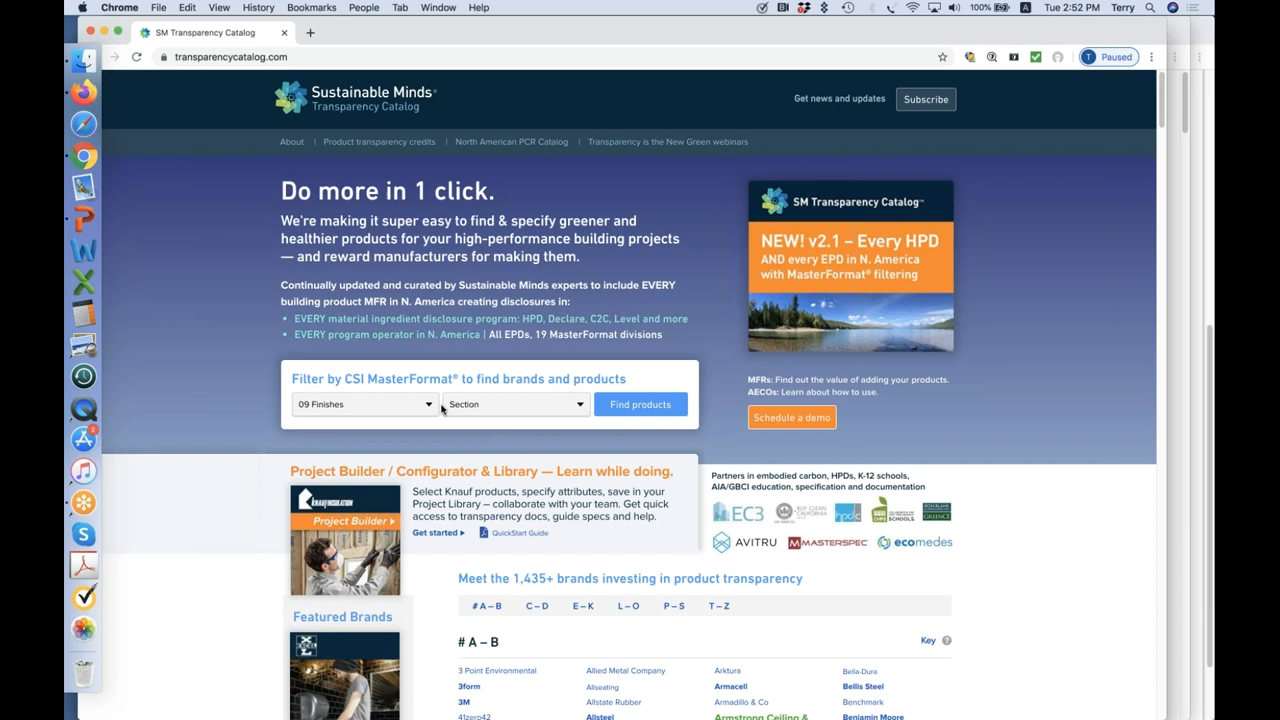 Chrome File Edit View History Bookmarks People Tab Window Help 100% Tue 2:52 PM Terry
SM Transparency Catalog
transparencycatalog.com
T Paused
Sustainable Minds
Transparency Catalog
Get news and updates Subscribe
About | Product transparency credits | North American PCR Catalog | Transparency is the New Green webinars
Do more in 1 click.
We're making it super easy to find & specify greener and
healthier products for your high-performance building projects
— and reward manufacturers for making them.
Continually updated and curated by Sustainable Minds experts to include EVERY
building product MFR in N. America creating disclosures in:
• EVERY material ingredient disclosure program: HPD, Declare, C2C, Level and more
• EVERY program operator in N. America | All EPDs, 19 MasterFormat divisions
SM Transparency Catalog™
NEW! v2.1 – Every HPD
AND every EPD in N. America
with MasterFormat® filtering
Filter by CSI MasterFormat® to find brands and products
09 Finishes Section Find products
MFRs: Find out the value of adding your products.
AECOs: Learn about how to use.
Schedule a demo
Project Builder / Configurator & Library — Learn while doing.
KNAUFINSULATION
Project Builder
Select Knauf products, specify attributes, save in your
Project Library – collaborate with your team. Get quick
access to transparency docs, guide specs and help.
Get started QuickStart Guide
Partners in embodied carbon, HPDs, K-12 schools,
AIA/GBCI education, specification and documentation
EC3 BUY CLEAN CALIFORNIA hpdc CHPS SCHOOLS GREENCE
AVITRU MASTERSPEC ecomedes
Meet the 1,435+ brands investing in product transparency
# A – B C – D E – K L – O P – S T – Z
Featured Brands
# A – B
Key ?
3 Point Environmental Allied Metal Company Arktura Bella-Dura
3form Allseating Armacell Bellis Steel
3M Allstate Rubber Armadillo & Co Benchmark
41zero42 Allsteel Armstrong Ceiling & Benjamin Moore